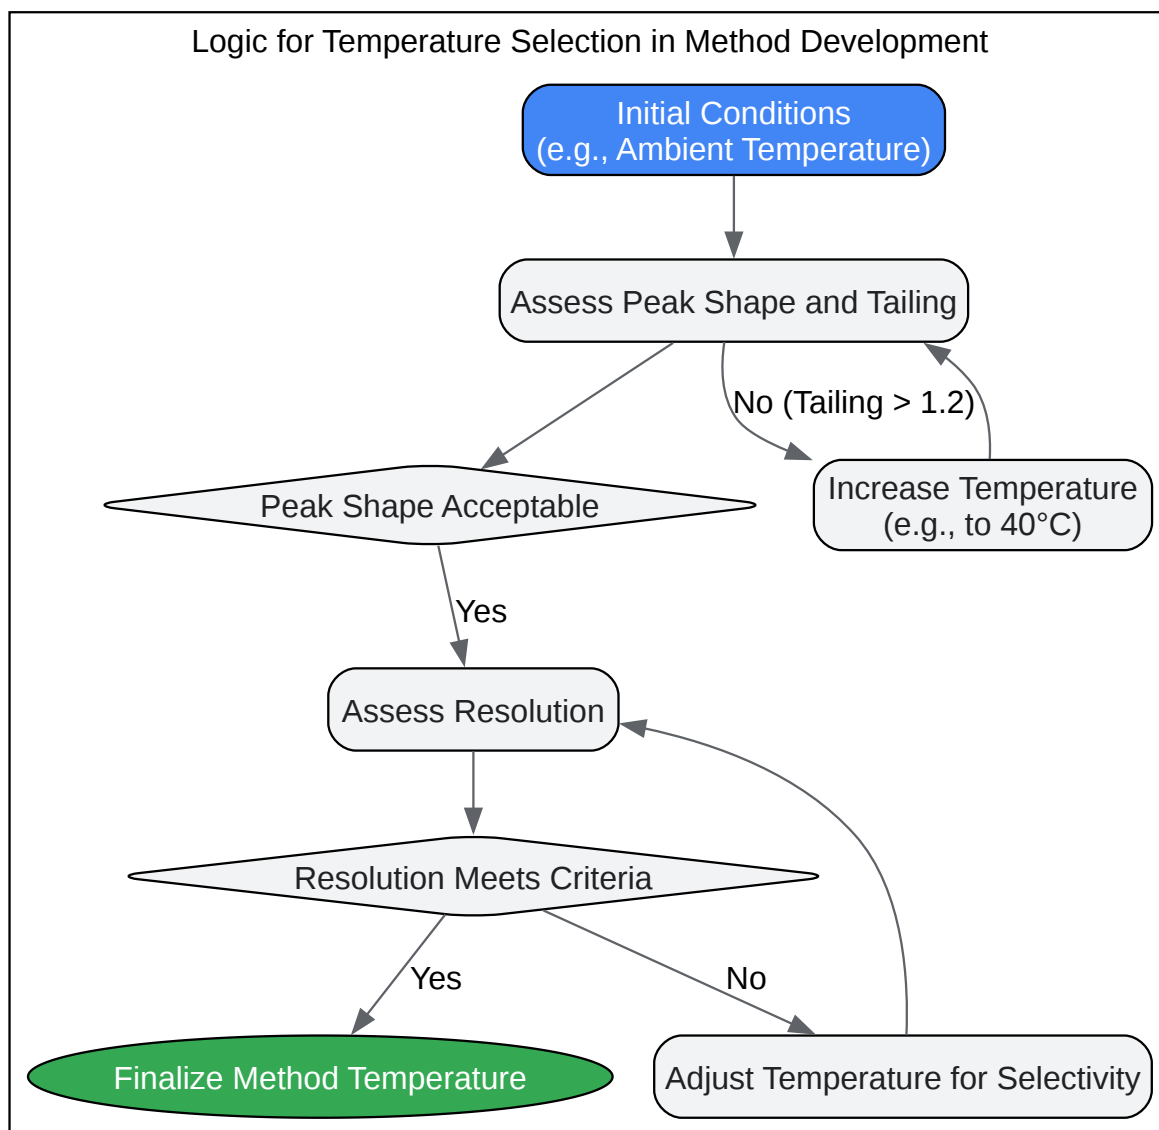 Logic for Temperature Selection in Method Development
Initial Conditions
(e.g., Ambient Temperature)
Assess Peak Shape and Tailing
No (Tailing > 1.2)
Increase Temperature
(e.g., to 40°C)
Peak Shape Acceptable
Yes
Assess Resolution
Resolution Meets Criteria
Yes
No
Finalize Method Temperature
Adjust Temperature for Selectivity